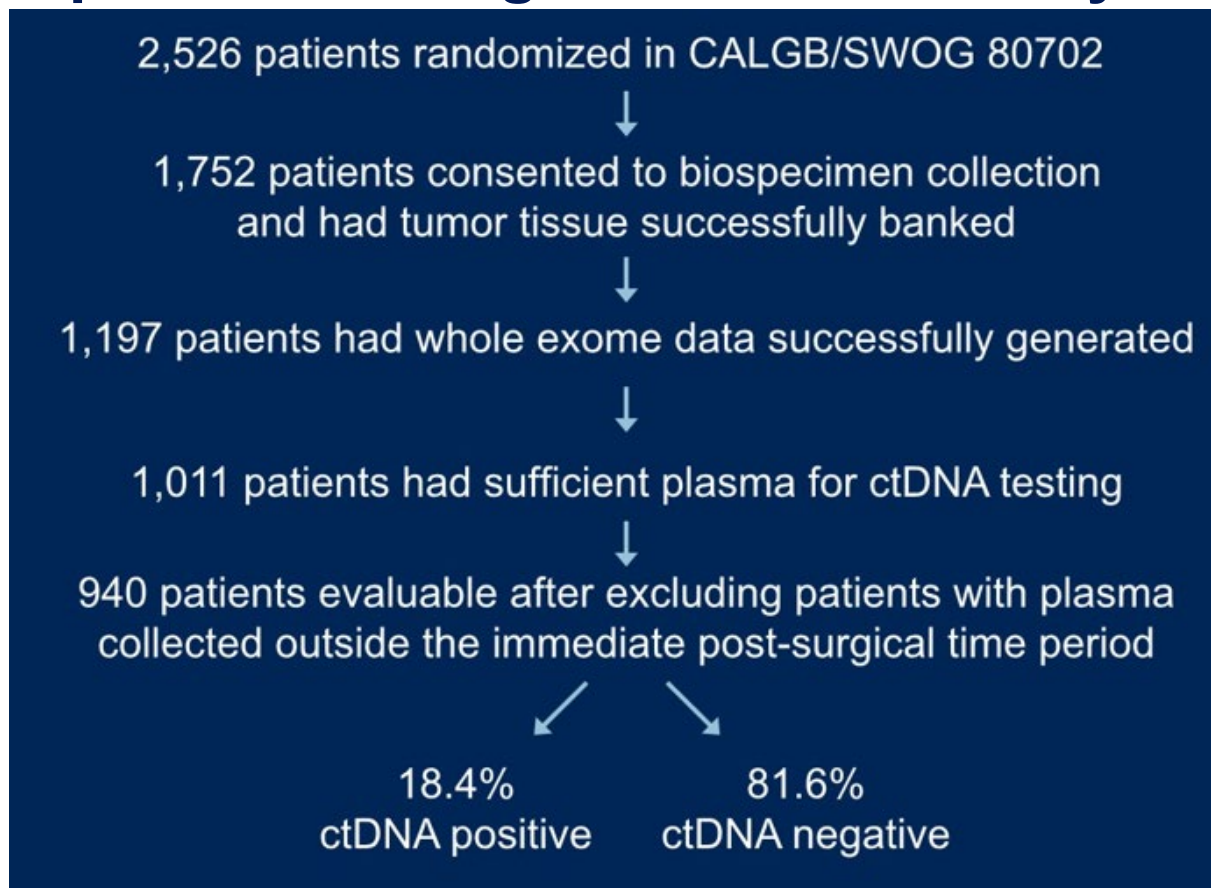 2,526 patients randomized in CALGB/SWOG 80702
1,752 patients consented to biospecimen collection
and had tumor tissue successfully banked
1,197 patients had whole exome data successfully generated
1,011 patients had sufficient plasma for ctDNA testing
940 patients evaluable after excluding patients with plasma
collected outside the immediate post-surgical time period
18.4%
ctDNA positive
81.6%
ctDNA negative